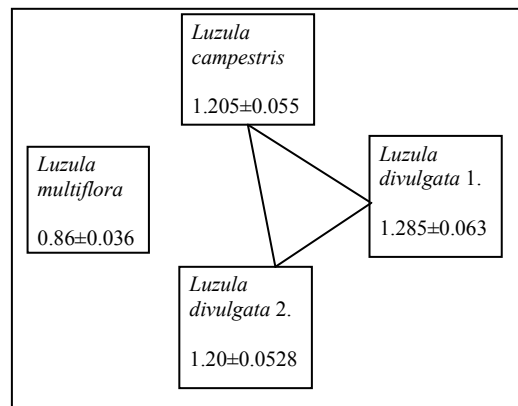 Luzula
campestris
1.205±0.055
Luzula
multiflora
0.86±0.036
Luzula
divulgata 1.
1.285±0.063
Luzula
divulgata 2.
1.20±0.0528